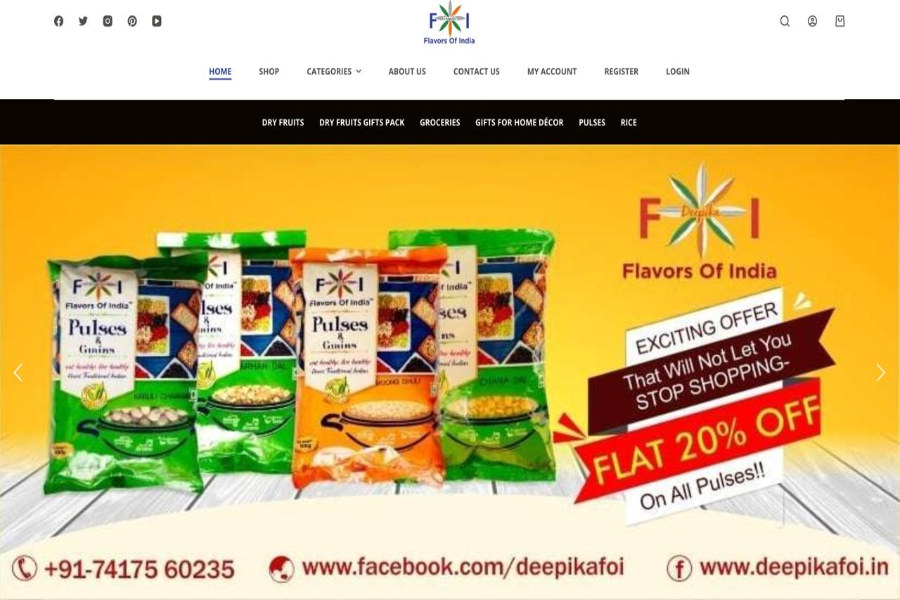 F I
Flavors Of India
HOME
SHOP
CATEGORIES
ABOUT US
CONTACT US
MY ACCOUNT
REGISTER
LOGIN
DRY FRUITS
DRY FRUITS GIFTS PACK
GROCERIES
GIFTS FOR HOME DÉCOR
PULSES
RICE
F Deepika I
Flavors Of India
EXCITING OFFER
That Will Not Let You
STOP SHOPPING-
FLAT 20% OFF
On All Pulses!!
F I
Flavors Of India™
Pulses
&
Grains
KABULI CHANA
ARHAR DAL
F I
Flavors Of India™
Pulses
&
Grains
MOONG DHULI
CHANA DAL
+91-74175 60235
www.facebook.com/deepikafoi
www.deepikafoi.in